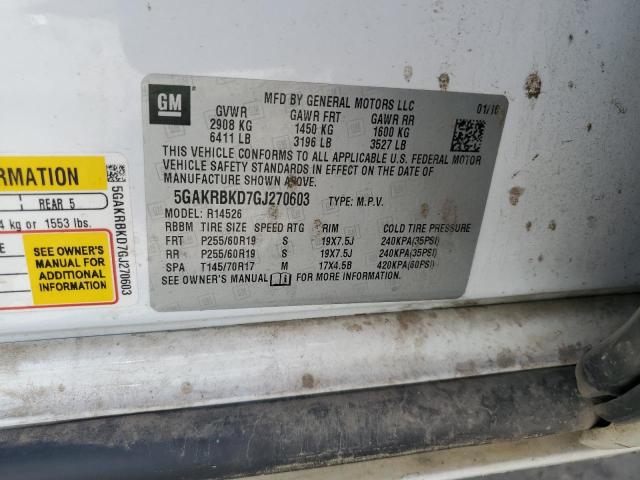 GM
MFD BY GENERAL MOTORS LLC
01/16
GVWR GAWR FRT GAWR RR
2908 KG 1450 KG 1600 KG
6411 LB 3196 LB 3527 LB
THIS VEHICLE CONFORMS TO ALL APPLICABLE U.S. FEDERAL MOTOR
VEHICLE SAFETY STANDARDS IN EFFECT ON THE DATE OF
MANUFACTURE SHOWN ABOVE.
5GAKRBKD7GJ270603 TYPE: M.P.V.
MODEL: R14526
RBBM TIRE SIZE SPEED RTG RIM COLD TIRE PRESSURE
FRT P255/60R19 S 19X7.5J 240KPA(35PSI)
RR P255/60R19 S 19X7.5J 240KPA(35PSI)
SPA T145/70R17 M 17X4.5B 420KPA(60PSI)
SEE OWNER'S MANUAL FOR MORE INFORMATION.
FORMATION
REAR 5
4 kg or 1553 lbs.
SEE OWNER'S
MANUAL FOR
ADDITIONAL
INFORMATION
5GAKRBKD7GJ270603